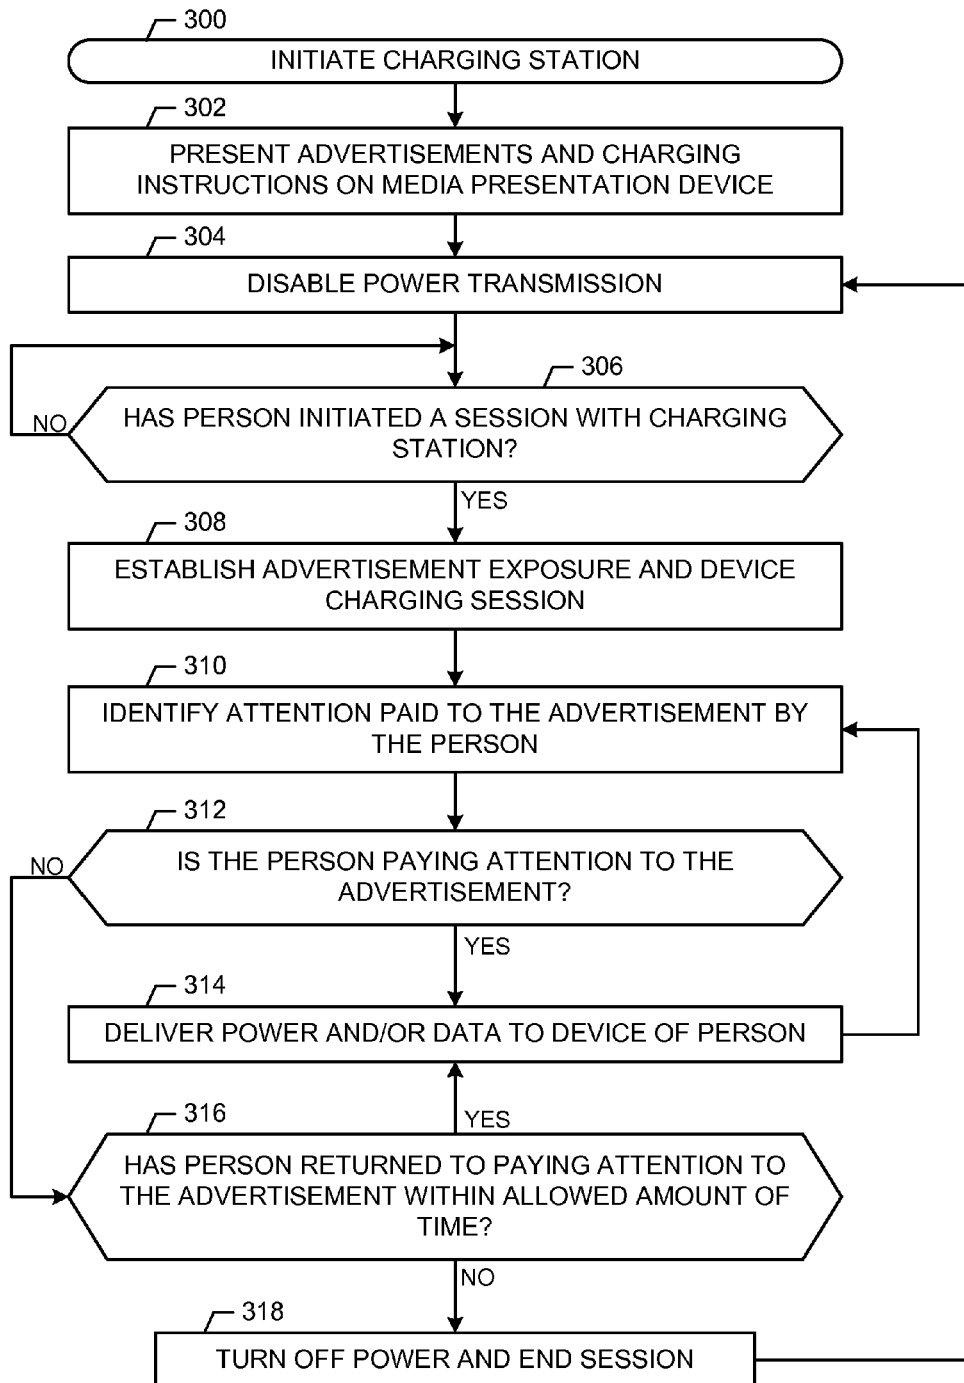 300
INITIATE CHARGING STATION
302
PRESENT ADVERTISEMENTS AND CHARGING
INSTRUCTIONS ON MEDIA PRESENTATION DEVICE
304
DISABLE POWER TRANSMISSION
306
HAS PERSON INITIATED A SESSION WITH CHARGING
STATION?
NO
YES
308
ESTABLISH ADVERTISEMENT EXPOSURE AND DEVICE
CHARGING SESSION
310
IDENTIFY ATTENTION PAID TO THE ADVERTISEMENT BY
THE PERSON
312
IS THE PERSON PAYING ATTENTION TO THE
ADVERTISEMENT?
NO
YES
314
DELIVER POWER AND/OR DATA TO DEVICE OF PERSON
YES
316
HAS PERSON RETURNED TO PAYING ATTENTION TO
THE ADVERTISEMENT WITHIN ALLOWED AMOUNT OF
TIME?
NO
318
TURN OFF POWER AND END SESSION